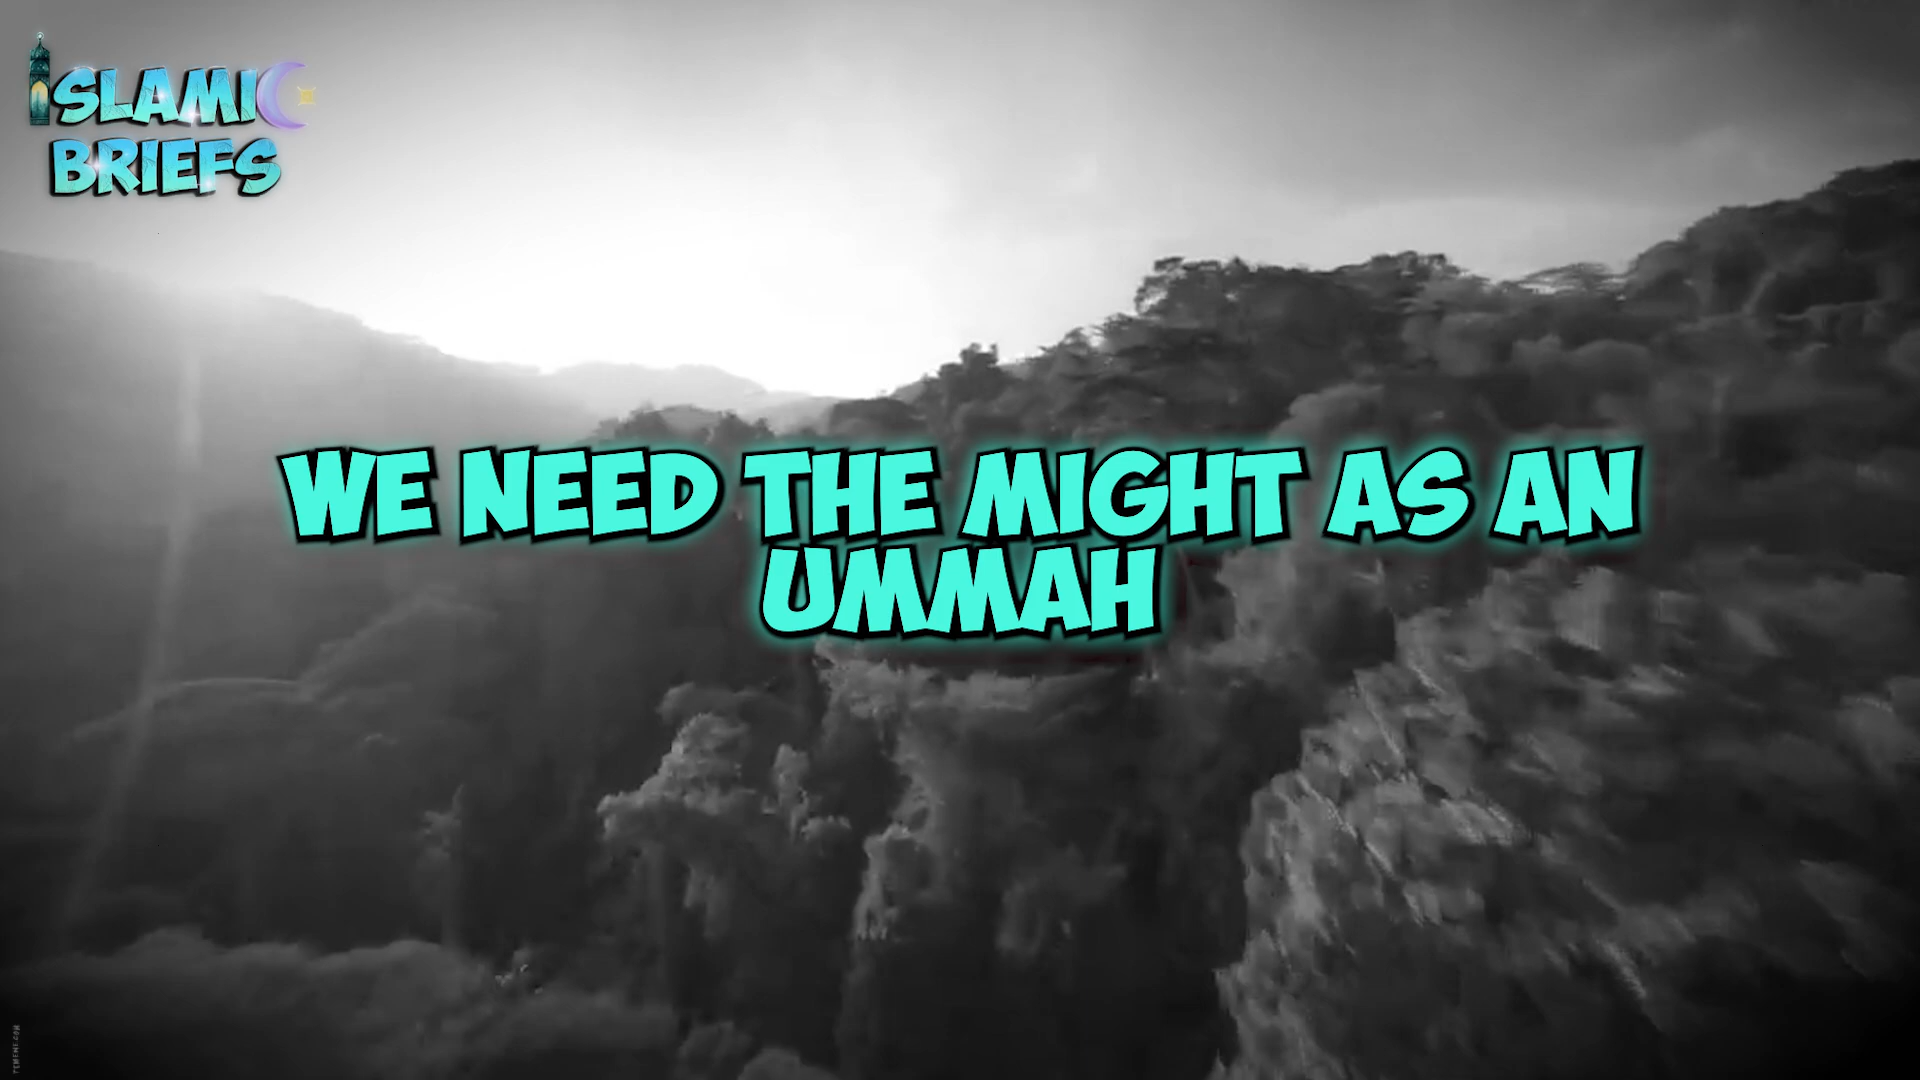 ISLAMIC
BRIEFS
WE NEED THE MIGHT AS AN
UMMAH